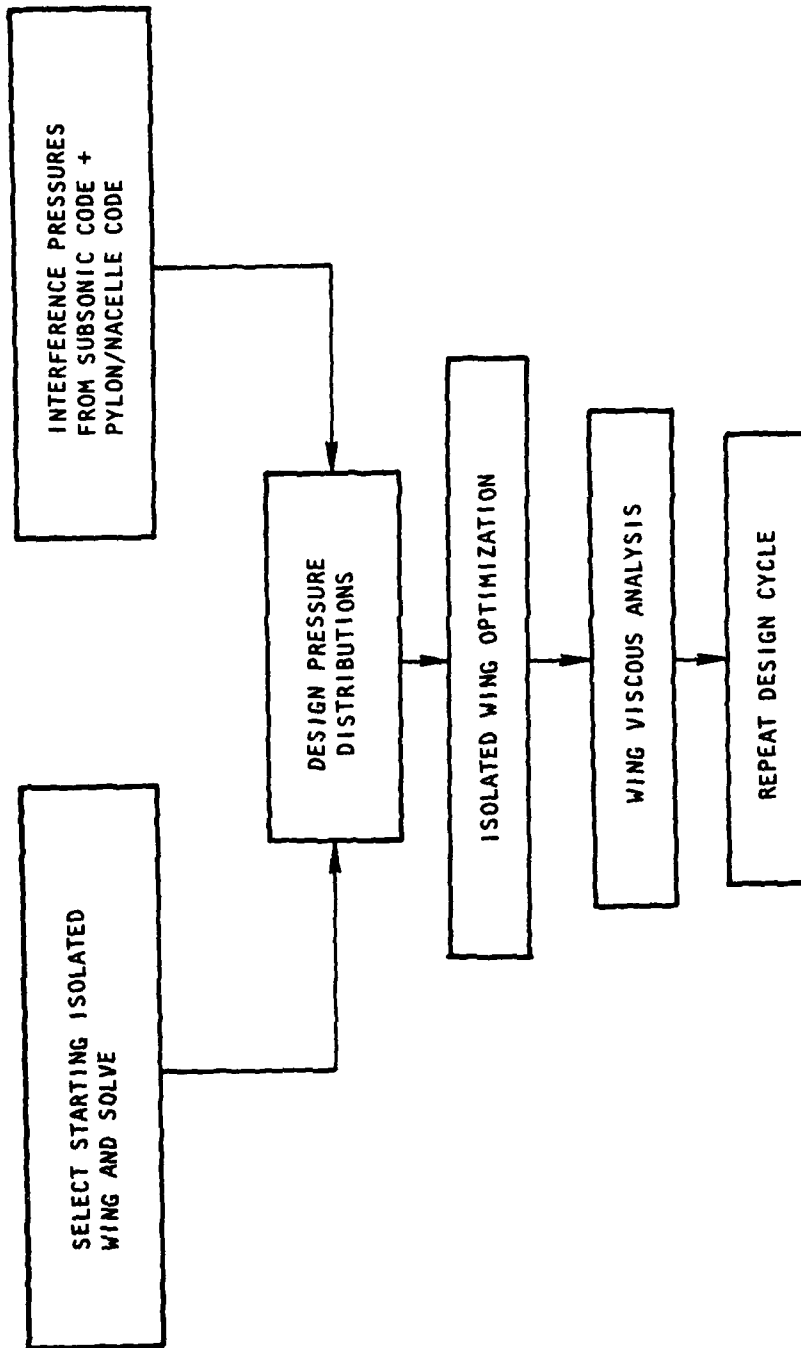 SELECT STARTING ISOLATED
WING AND SOLVE
INTERFERENCE PRESSURES
FROM SUBSONIC CODE +
PYLON/NACELLE CODE
DESIGN PRESSURE
DISTRIBUTIONS
ISOLATED WING OPTIMIZATION
WING VISCOUS ANALYSIS
REPEAT DESIGN CYCLE